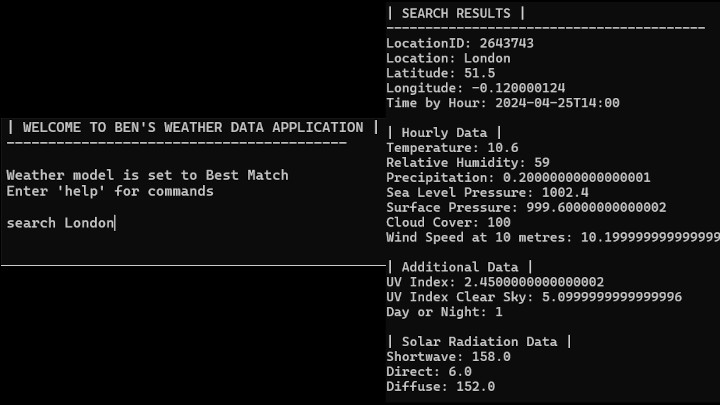 | WELCOME TO BEN'S WEATHER DATA APPLICATION |
----------------------------------------
Weather model is set to Best Match
Enter 'help' for commands
search London
| SEARCH RESULTS |
----------------------------------------
LocationID: 2643743
Location: London
Latitude: 51.5
Longitude: -0.120000124
Time by Hour: 2024-04-25T14:00
| Hourly Data |
Temperature: 10.6
Relative Humidity: 59
Precipitation: 0.20000000000000001
Sea Level Pressure: 1002.4
Surface Pressure: 999.60000000000002
Cloud Cover: 100
Wind Speed at 10 metres: 10.199999999999999
| Additional Data |
UV Index: 2.4500000000000002
UV Index Clear Sky: 5.0999999999999996
Day or Night: 1
| Solar Radiation Data |
Shortwave: 158.0
Direct: 6.0
Diffuse: 152.0